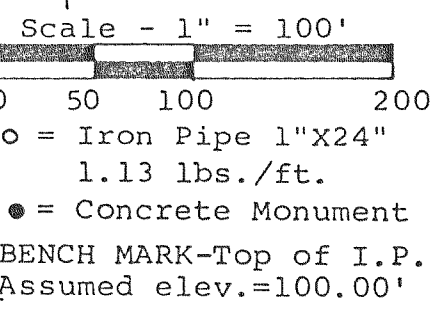 Scale - 1" = 100'
0 50 100 200
o = Iron Pipe 1"X24"
1.13 lbs./ft.
● = Concrete Monument
BENCH MARK-Top of I.P.
Assumed elev.=100.00'